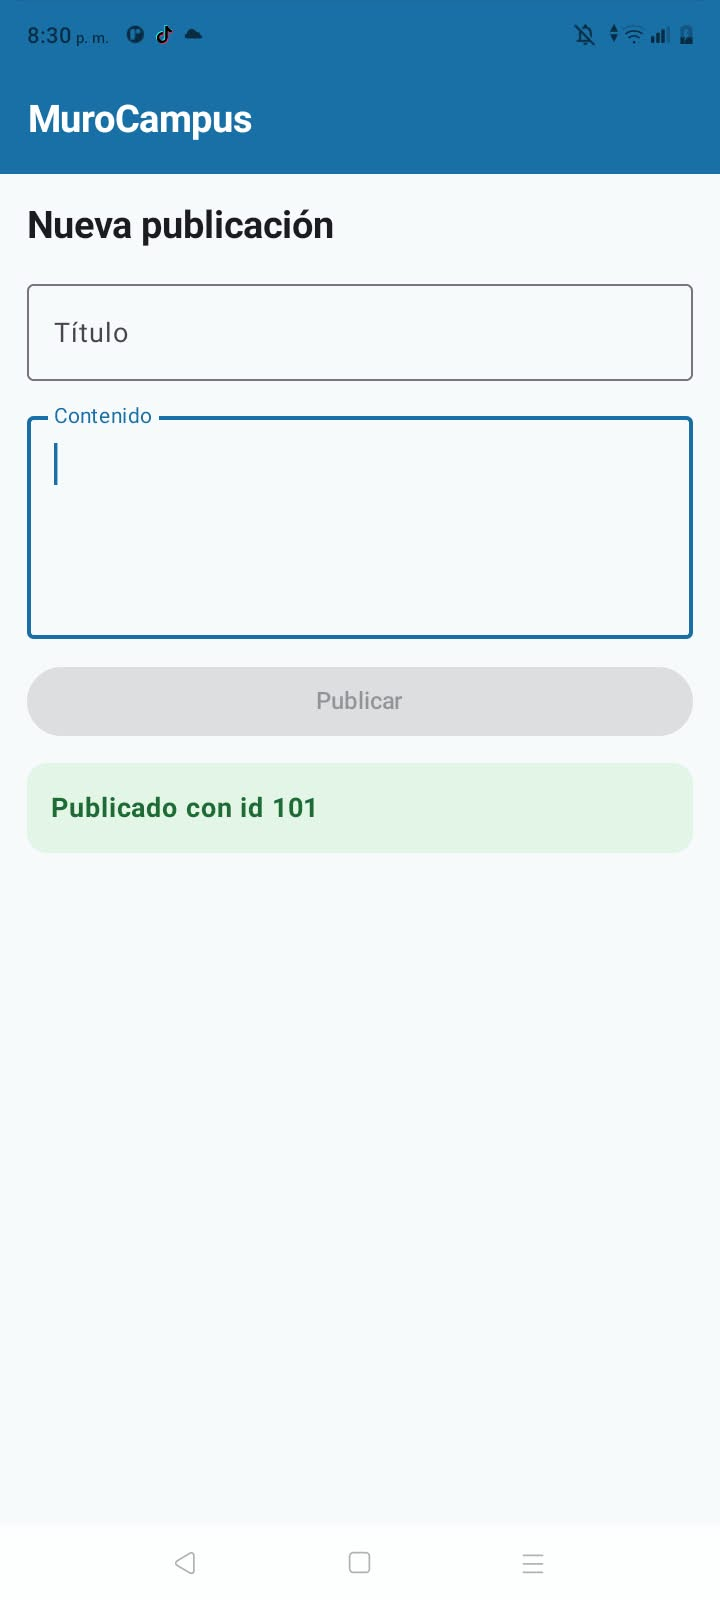 8:30 p. m.
MuroCampus
Nueva publicación
Título
Contenido
Publicar
Publicado con id 101